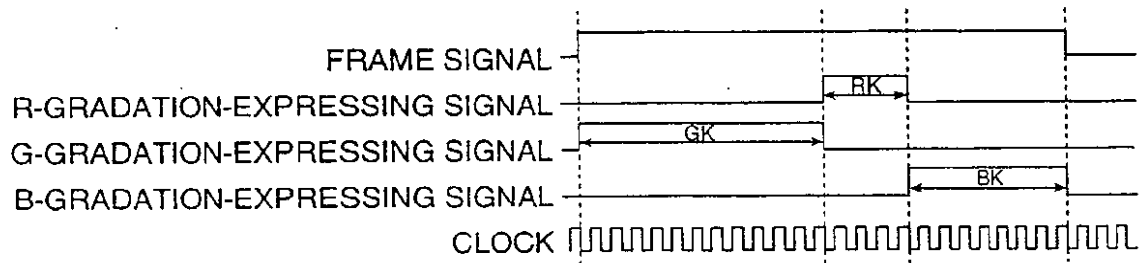 FRAME SIGNAL
R-GRADATION-EXPRESSING SIGNAL
RK
G-GRADATION-EXPRESSING SIGNAL
GK
B-GRADATION-EXPRESSING SIGNAL
BK
CLOCK